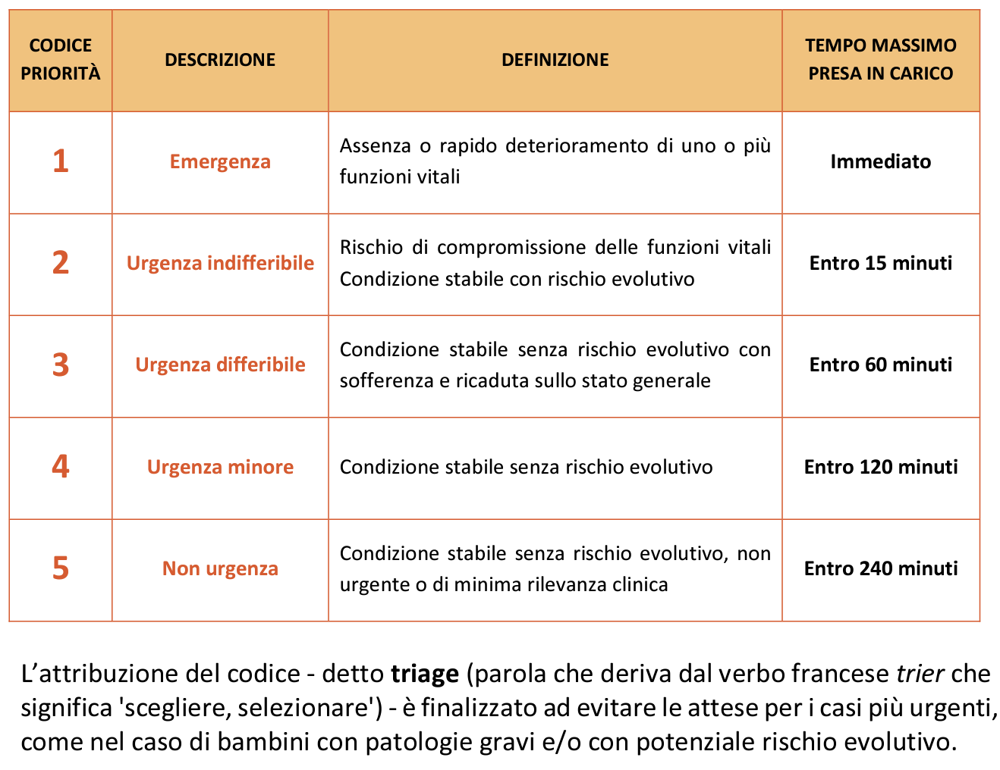 CODICE
PRIORITÀ
DESCRIZIONE
DEFINIZIONE
TEMPO MASSIMO
PRESA IN CARICO
1
Emergenza
Assenza o rapido deterioramento di uno o più
funzioni vitali
Immediato
2
Urgenza indifferibile
Rischio di compromissione delle funzioni vitali
Condizione stabile con rischio evolutivo
Entro 15 minuti
3
Urgenza differibile
Condizione stabile senza rischio evolutivo con
sofferenza e ricaduta sullo stato generale
Entro 60 minuti
4
Urgenza minore
Condizione stabile senza rischio evolutivo
Entro 120 minuti
5
Non urgenza
Condizione stabile senza rischio evolutivo, non
urgente o di minima rilevanza clinica
Entro 240 minuti
L’attribuzione del codice - detto triage (parola che deriva dal verbo francese trier che
significa 'scegliere, selezionare') - è finalizzato ad evitare le attese per i casi più urgenti,
come nel caso di bambini con patologie gravi e/o con potenziale rischio evolutivo.